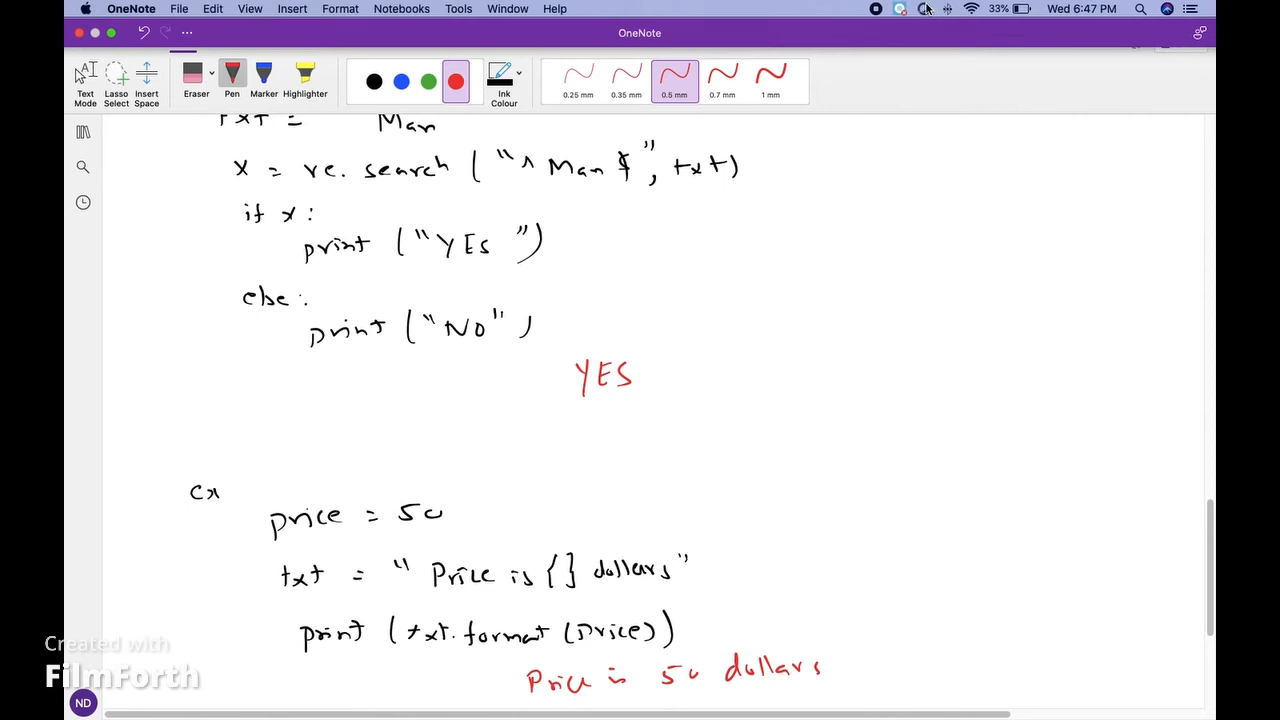 OneNote File Edit View Insert Format Notebooks Tools Window Help 33% Wed 6:47 PM
OneNote
Text Mode Lasso Select Insert Space Eraser Pen Marker Highlighter Ink Colour 0.25 mm 0.35 mm 0.5 mm 0.7 mm 1 mm
txt = Man
x = re. search ( "^ Man $", txt)
if x:
print ("YES ")
else:
print ("NO")
YES
ex
price = 50
txt = " Price is {} dollars"
print (txt.format (Price))
Price is 50 dollars
Created with
FilmForth
ND